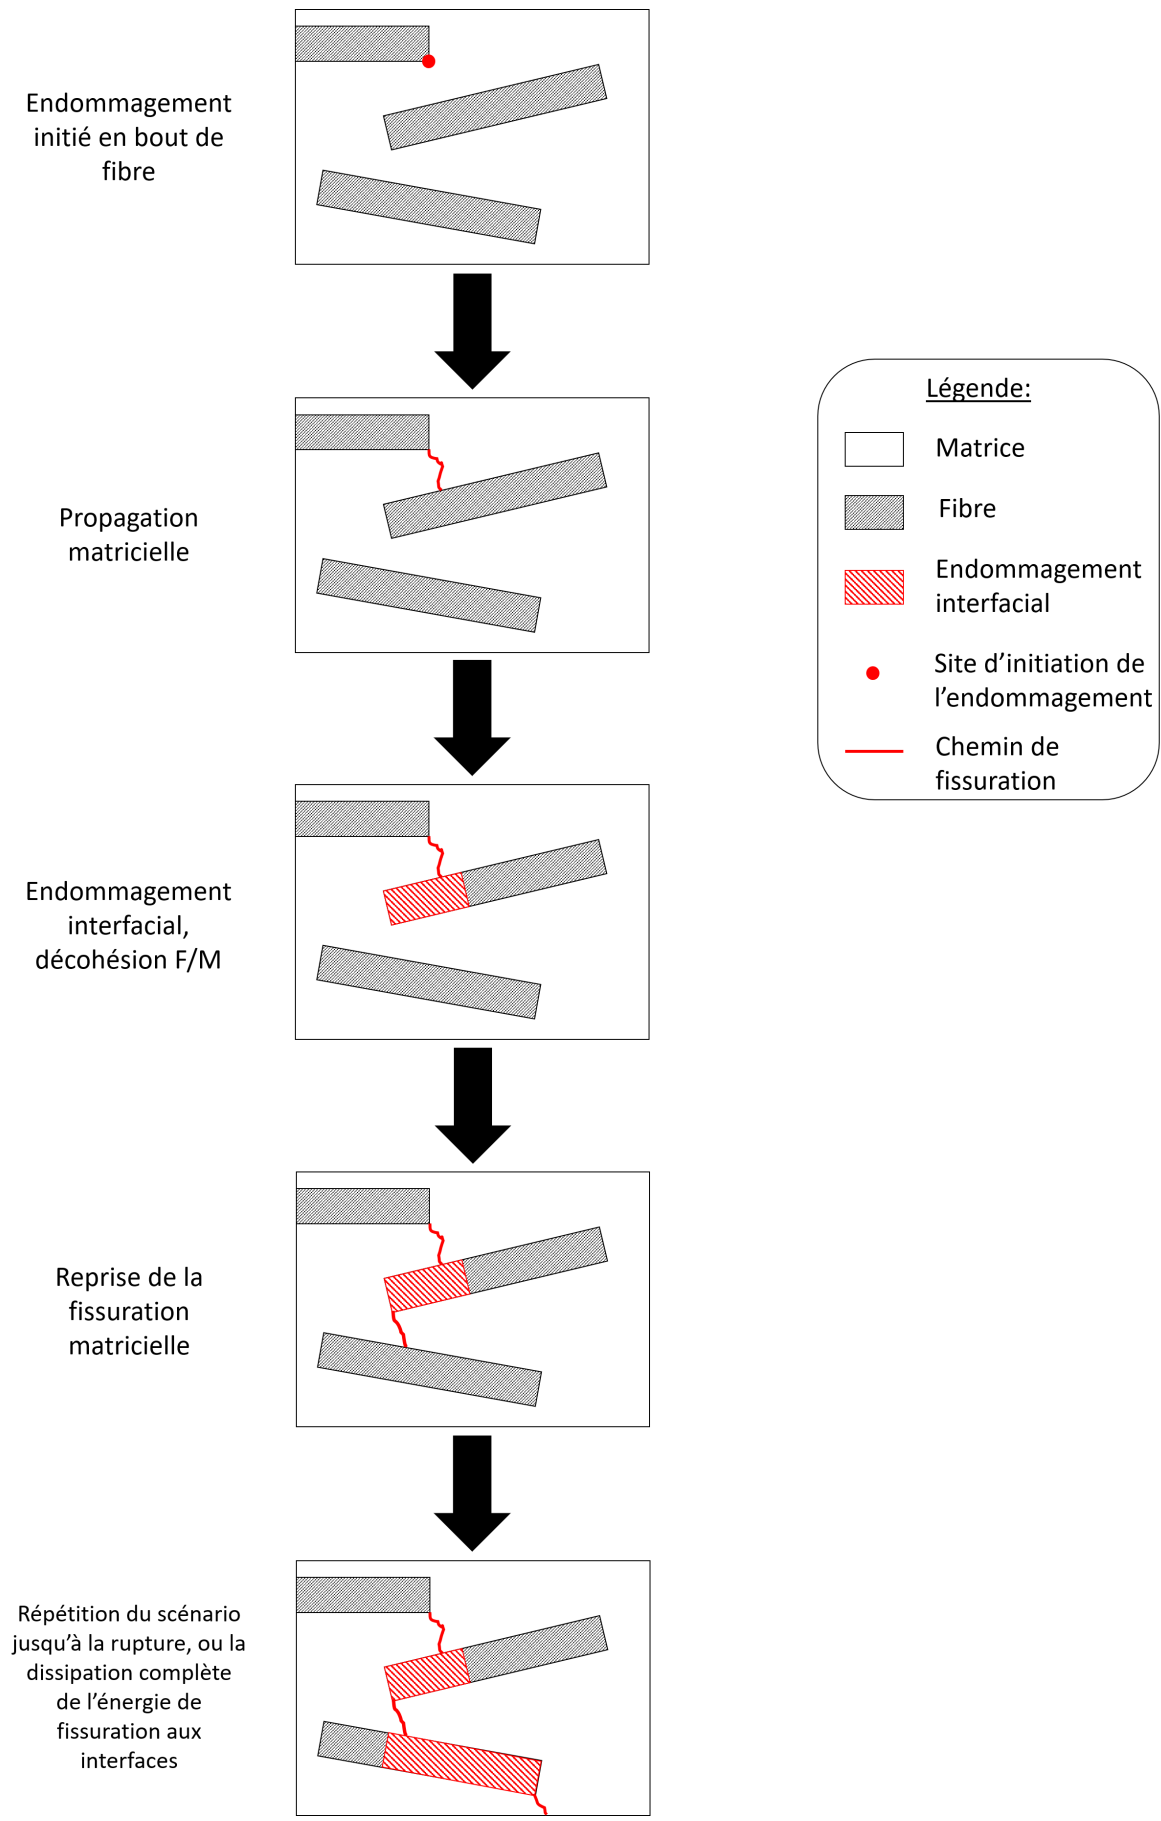 Endommagement
initié en bout de
fibre
Propagation
matricielle
Légende:
Matrice
Fibre
Endommagement
interfacial
Site d’initiation de
l’endommagement
Chemin de
fissuration
Endommagement
interfacial,
décohésion F/M
Reprise de la
fissuration
matricielle
Répétition du scénario
jusqu’à la rupture, ou la
dissipation complète
de l’énergie de
fissuration aux
interfaces